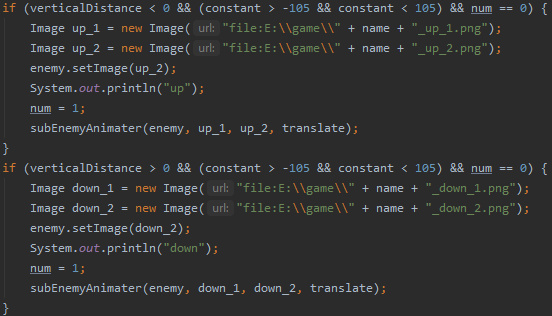 if (verticalDistance < 0 && (constant > -105 && constant < 105) && num == 0) {
Image up_1 = new Image( url: "file:E:\\game\\" + name + "_up_1.png");
Image up_2 = new Image( url: "file:E:\\game\\" + name + "_up_2.png");
enemy.setImage(up_2);
System.out.println("up");
num = 1;
subEnemyAnimater(enemy, up_1, up_2, translate);
}
if (verticalDistance > 0 && (constant > -105 && constant < 105) && num == 0) {
Image down_1 = new Image( url: "file:E:\\game\\" + name + "_down_1.png");
Image down_2 = new Image( url: "file:E:\\game\\" + name + "_down_2.png");
enemy.setImage(down_2);
System.out.println("down");
num = 1;
subEnemyAnimater(enemy, down_1, down_2, translate);
}